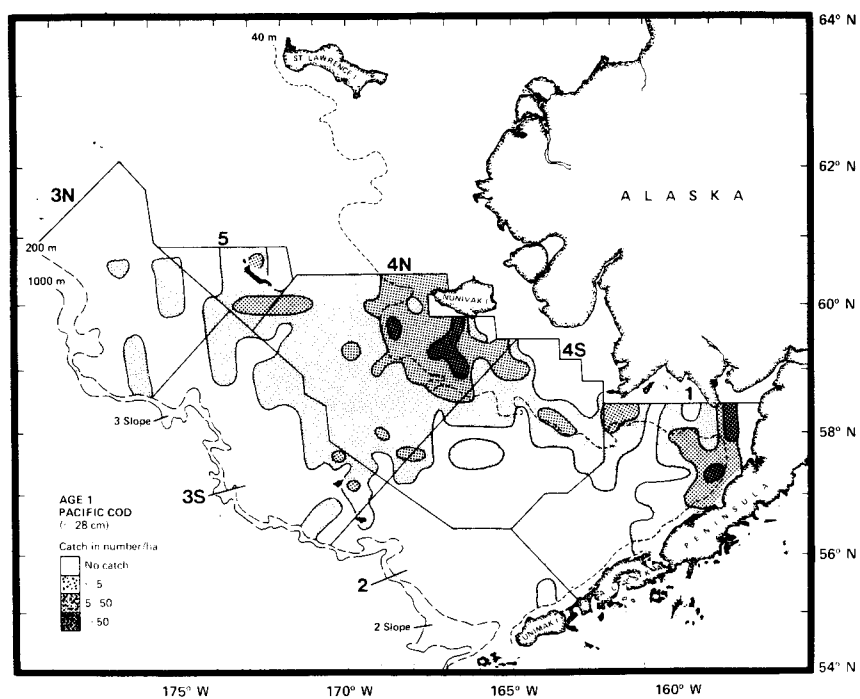 64° N
40 m
ST. LAWRENCE I.
62° N
3N
ALASKA
5
200 m
4N
1000 m
NUNIVAK I.
60° N
4S
1
3 Slope
58° N
3S
AGE 1
PACIFIC COD
(- 28 cm)
Catch in number/ha
No catch
- 5
5 50
- 50
PENINSULA
56° N
2
2 Slope
UNIMAK I.
54° N
175° W
170° W
165° W
160° W